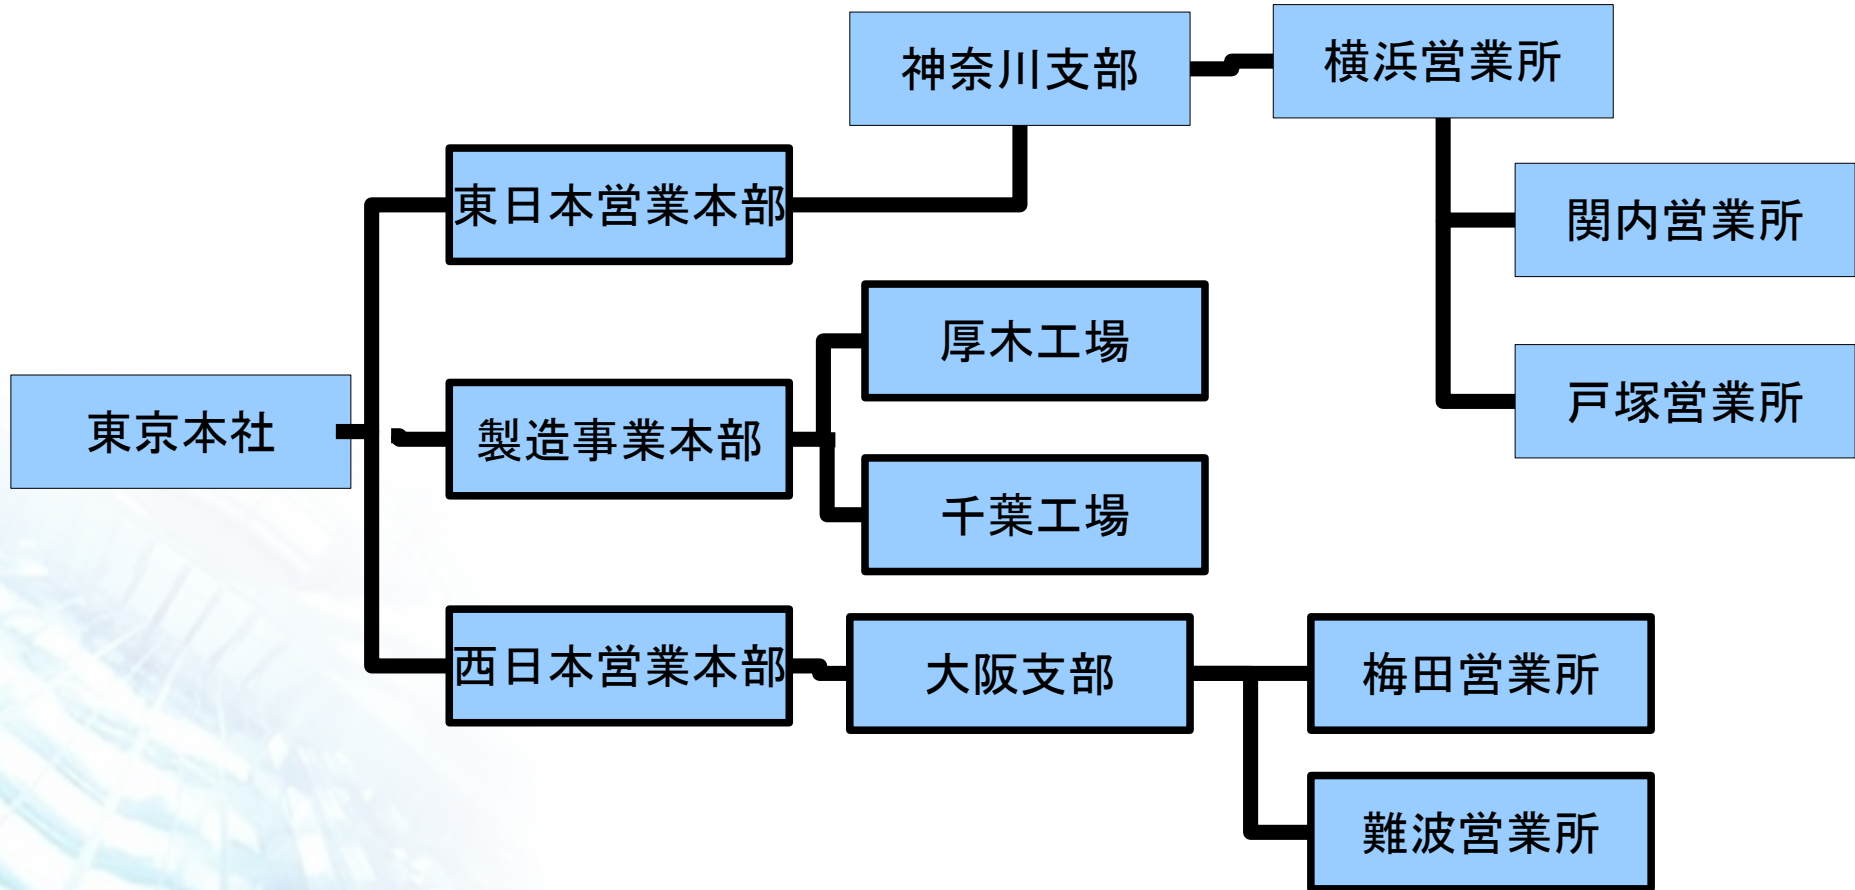 神奈川支部
横浜営業所
東日本営業本部
関内営業所
厚木工場
戸塚営業所
東京本社
製造事業本部
千葉工場
西日本営業本部
大阪支部
梅田営業所
難波営業所